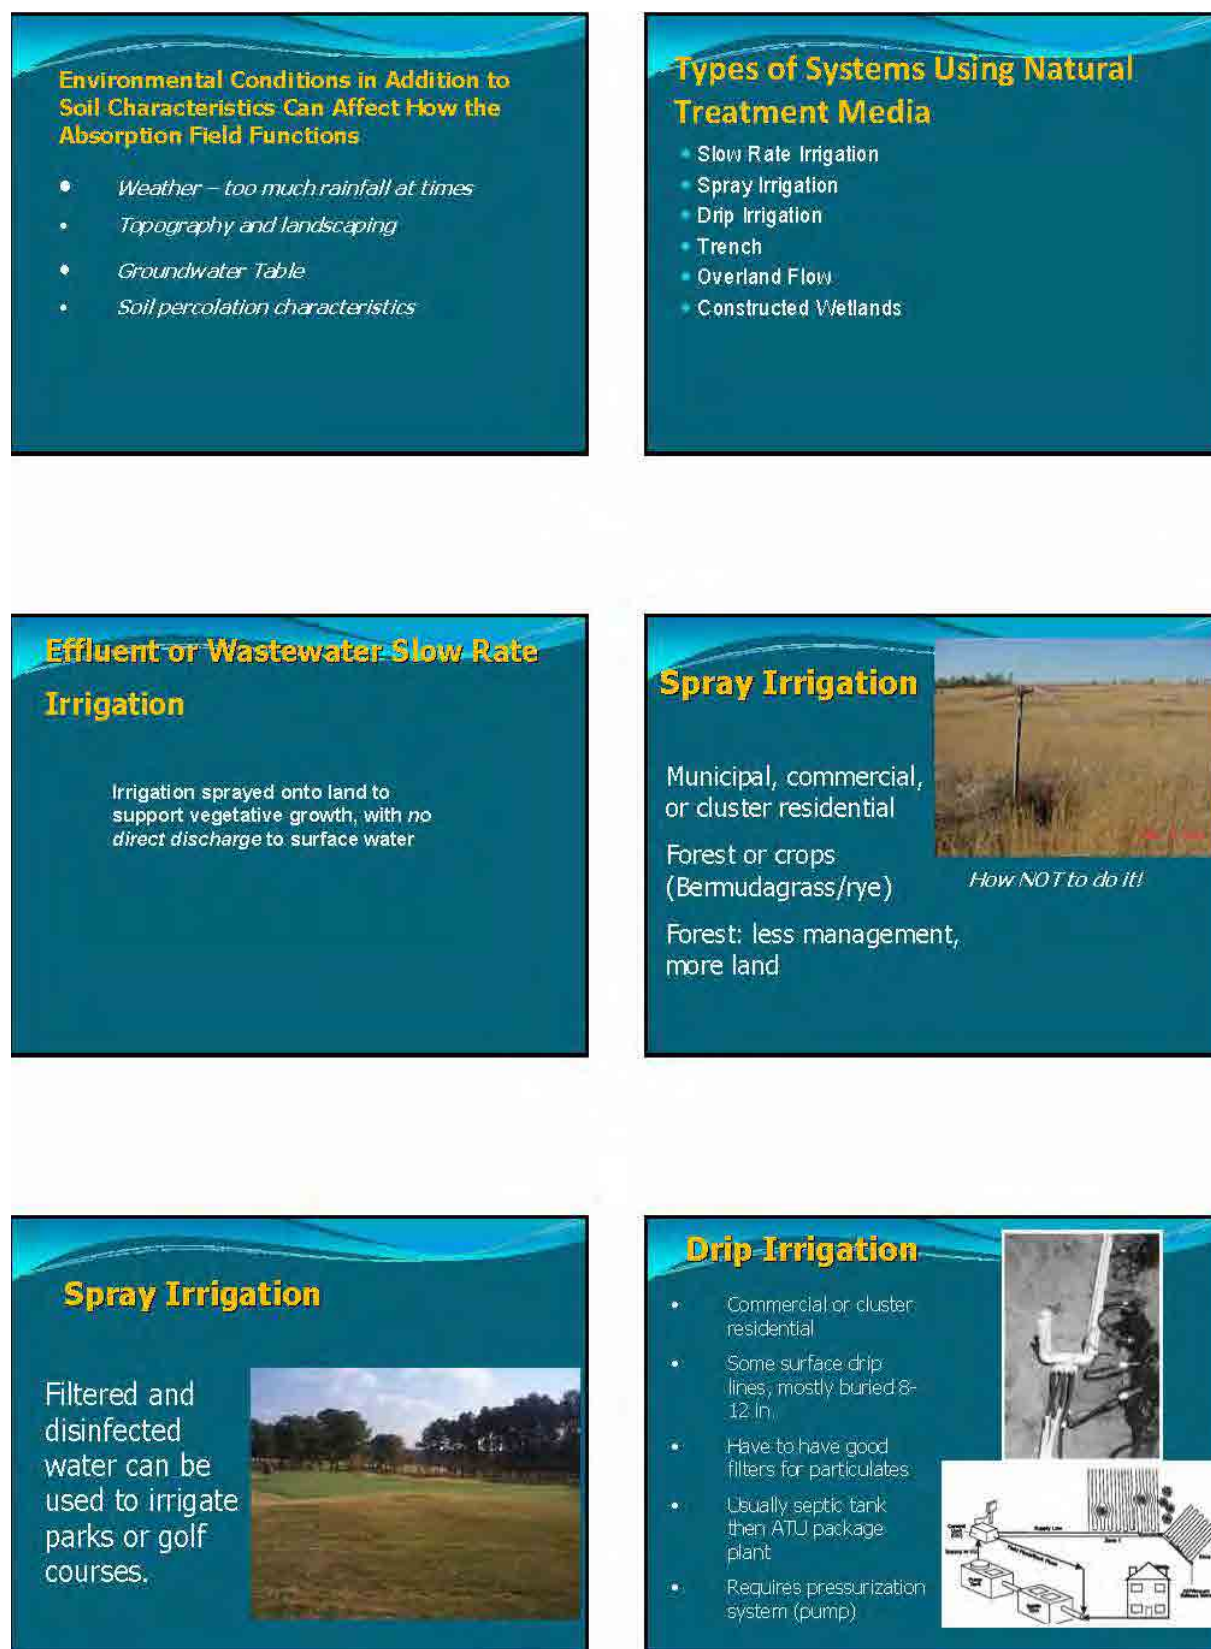 Environmental Conditions in Addition to
Soil Characteristics Can Affect How the
Absorption Field Functions
• Weather – too much rainfall at times
• Topography and landscaping
• Groundwater Table
• Soil percolation characteristics
Types of Systems Using Natural
Treatment Media
• Slow Rate Irrigation
• Spray Irrigation
• Drip Irrigation
• Trench
• Overland Flow
• Constructed Wetlands
Effluent or Wastewater Slow Rate
Irrigation
Irrigation sprayed onto land to
support vegetative growth, with no
direct discharge to surface water
Spray Irrigation
Municipal, commercial,
or cluster residential
Forest or crops
(Bermudagrass/rye)
Forest: less management,
more land
How NOT to do it!
Spray Irrigation
Filtered and
disinfected
water can be
used to irrigate
parks or golf
courses.
Drip Irrigation
• Commercial or cluster
residential
• Some surface drip
lines, mostly buried 8-
12 in.
• Have to have good
filters for particulates
• Usually septic tank
then ATU package
plant
• Requires pressurization
system (pump)
Supply Line